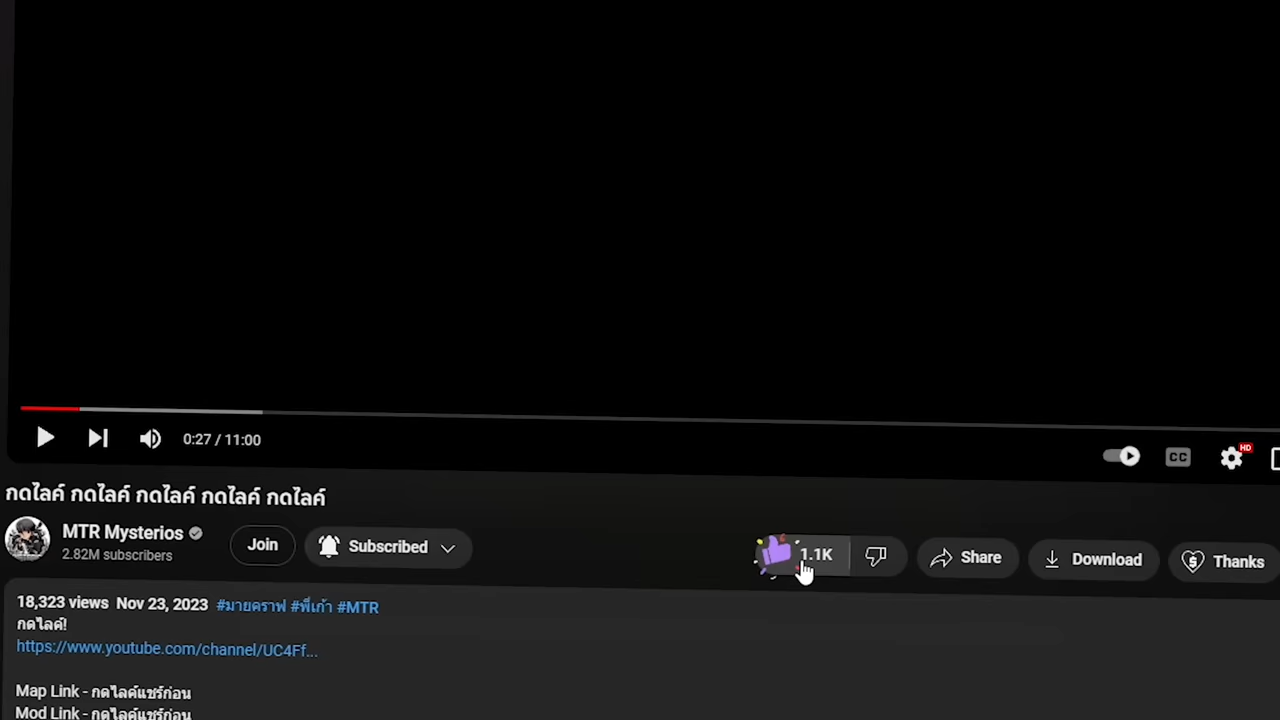 0:27 / 11:00
CC
HD
กดไลค์ กดไลค์ กดไลค์ กดไลค์ กดไลค์
MTR Mysterios
2.82M subscribers
Join
Subscribed
1.1K
Share
Download
Thanks
18,323 views Nov 23, 2023 #มายคราฟ #พี่เก้า #MTR
กดไลค์!
https://www.youtube.com/channel/UC4Ff...
Map Link - กดไลค์แชร์ก่อน
Mod Link - กดไลค์แชร์ก่อน